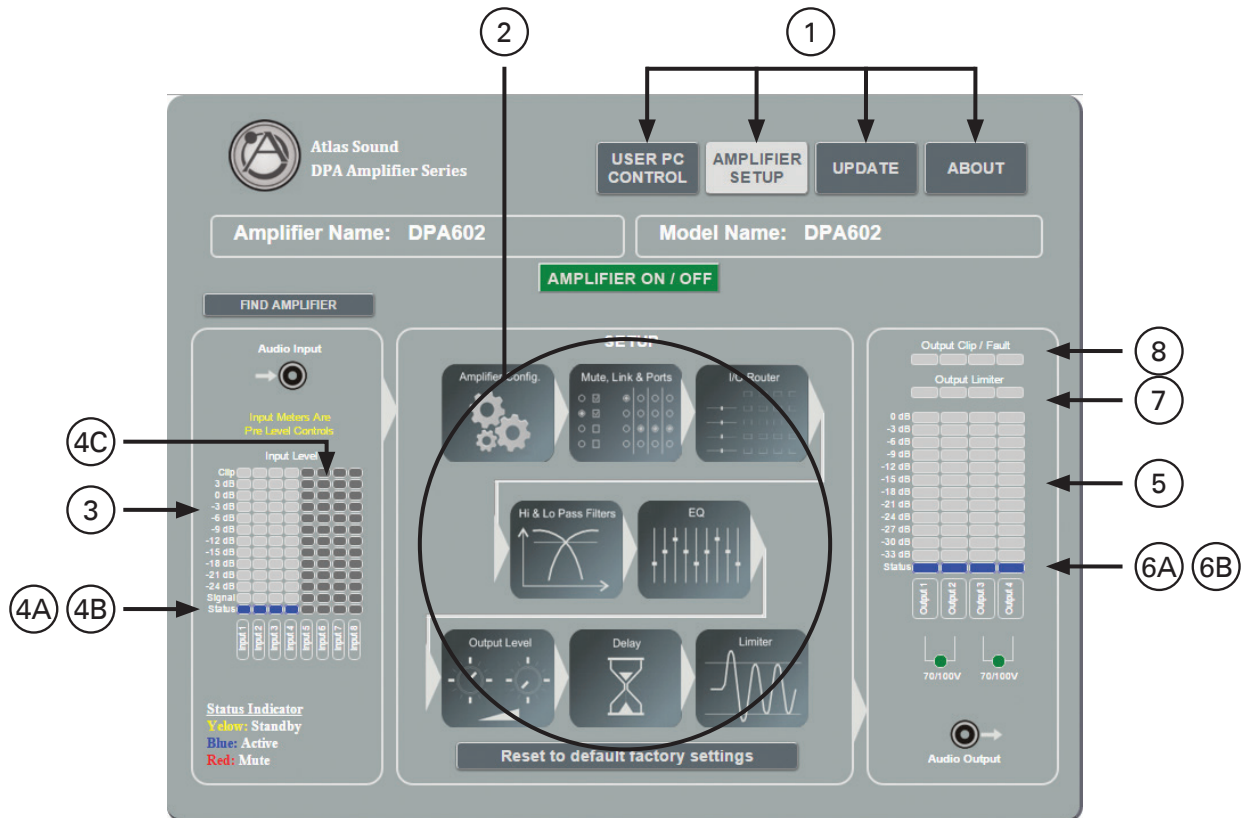 2
1
Atlas Sound
DPA Amplifier Series
USER PC
CONTROL
AMPLIFIER
SETUP
UPDATE
ABOUT
Amplifier Name: DPA602
Model Name: DPA602
AMPLIFIER ON / OFF
FIND AMPLIFIER
Audio Input
Input Meters Are
Pre Level Controls
4C
Input Level
3
Clip
3 dB
0 dB
-3 dB
-6 dB
-9 dB
-12 dB
-15 dB
-18 dB
-21 dB
-24 dB
Signal
Status
4A 4B
Input 1
Input 2
Input 3
Input 4
Input 5
Input 6
Input 7
Input 8
Status Indicator
Yelow: Standby
Blue: Active
Red: Mute
SETUP
Amplifier Config.
Mute, Link & Ports
I/O Router
Hi & Lo Pass Filters
EQ
Output Level
Delay
Limiter
Reset to default factory settings
Output Clip / Fault
8
Output Limiter
7
0 dB
-3 dB
-6 dB
-9 dB
-12 dB
-15 dB
-18 dB
-21 dB
-24 dB
-27 dB
-30 dB
-33 dB
Status
5
6A 6B
Output 1
Output 2
Output 3
Output 4
70/100V
70/100V
Audio Output